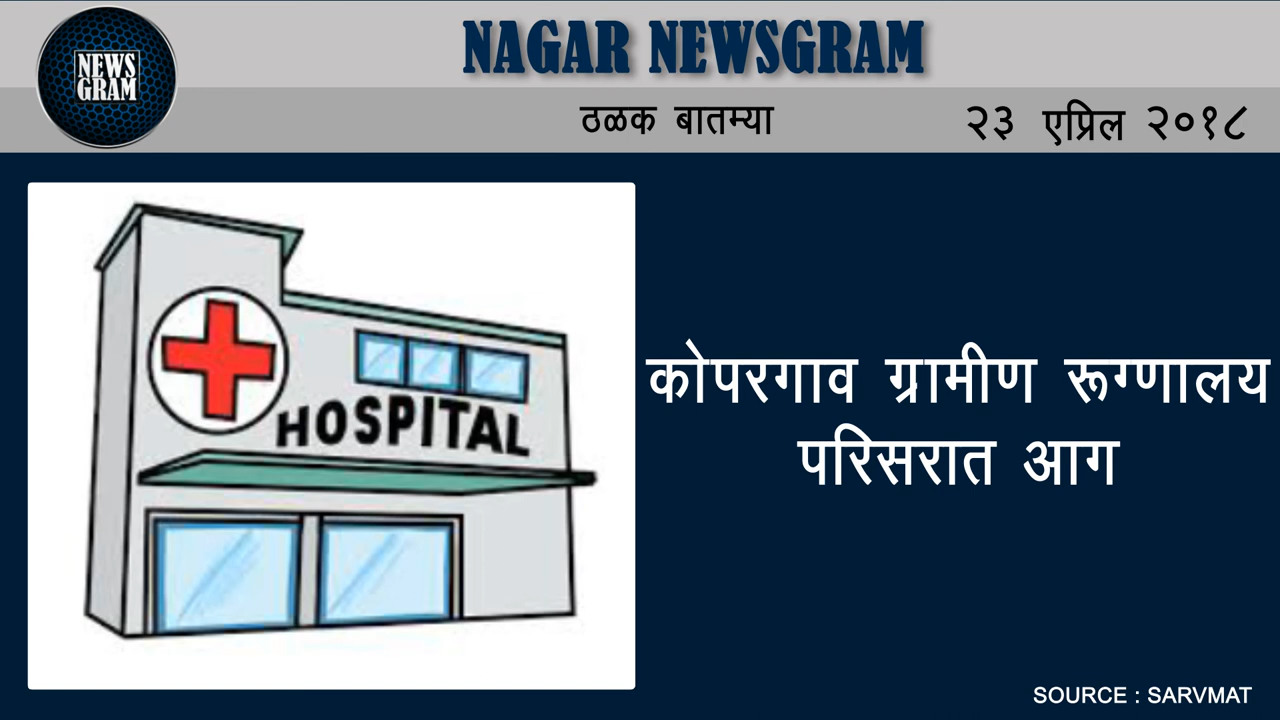 NEWS
GRAM
NAGAR NEWSGRAM
ठळक बातम्या
२३ एप्रिल २०१८
HOSPITAL
कोपरगाव ग्रामीण रूग्णालय
परिसरात आग
SOURCE : SARVMAT